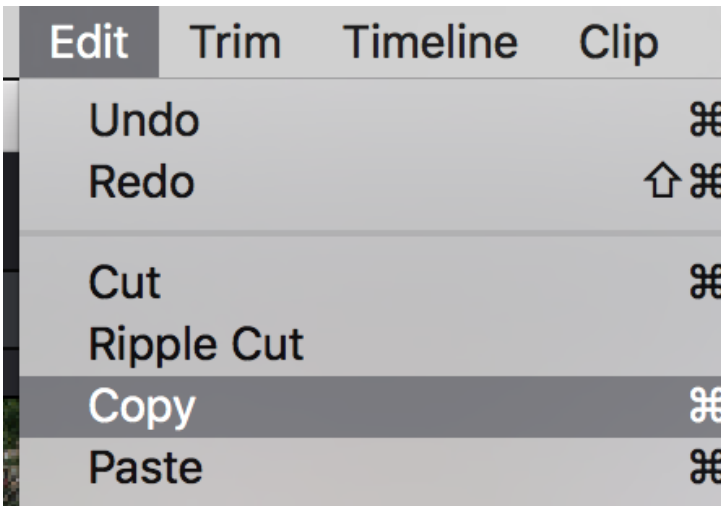 Edit Trim Timeline Clip
Undo ⌘
Redo ⇧⌘
Cut ⌘
Ripple Cut
Copy ⌘
Paste ⌘